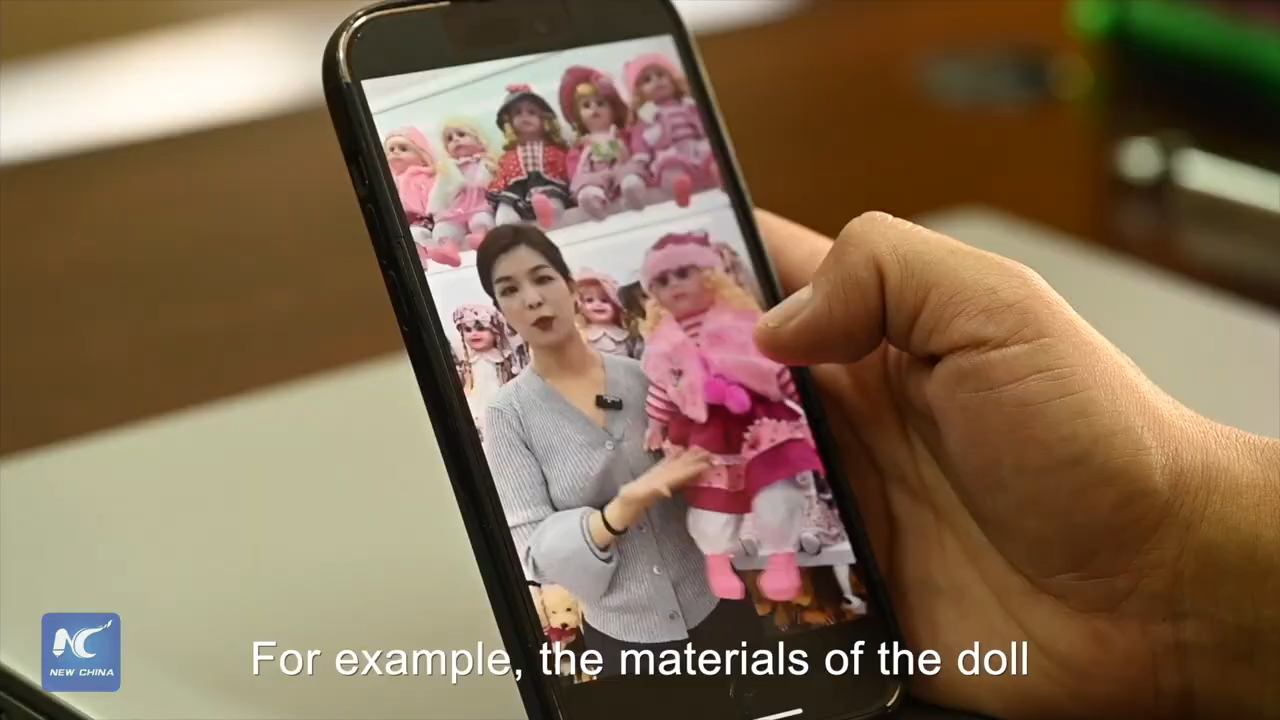 For example, the materials of the doll
NC
NEW CHINA